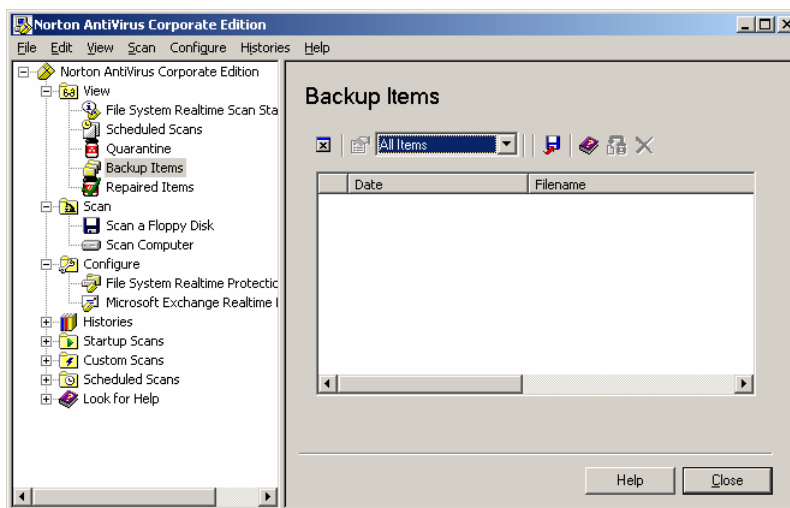 Norton AntiVirus Corporate Edition
File Edit View Scan Configure Histories Help
Norton AntiVirus Corporate Edition
View
File System Realtime Scan Sta
Scheduled Scans
Quarantine
Backup Items
Repaired Items
Scan
Scan a Floppy Disk
Scan Computer
Configure
File System Realtime Protectic
Microsoft Exchange Realtime
Histories
Startup Scans
Custom Scans
Scheduled Scans
Look for Help
Backup Items
All Items
Date Filename
Help Close